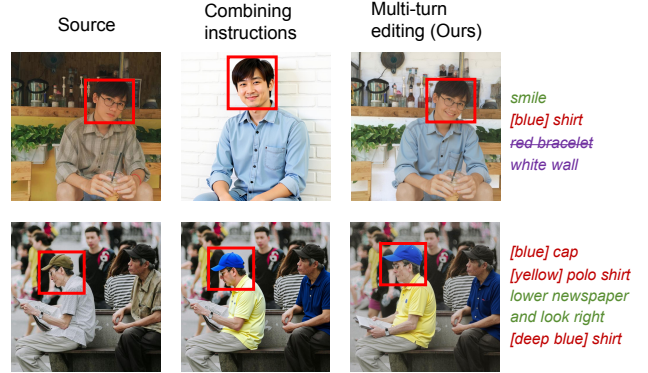 Source
Combining
instructions
Multi-turn
editing (Ours)
smile
[blue] shirt
red bracelet
white wall
[blue] cap
[yellow] polo shirt
lower newspaper
and look right
[deep blue] shirt